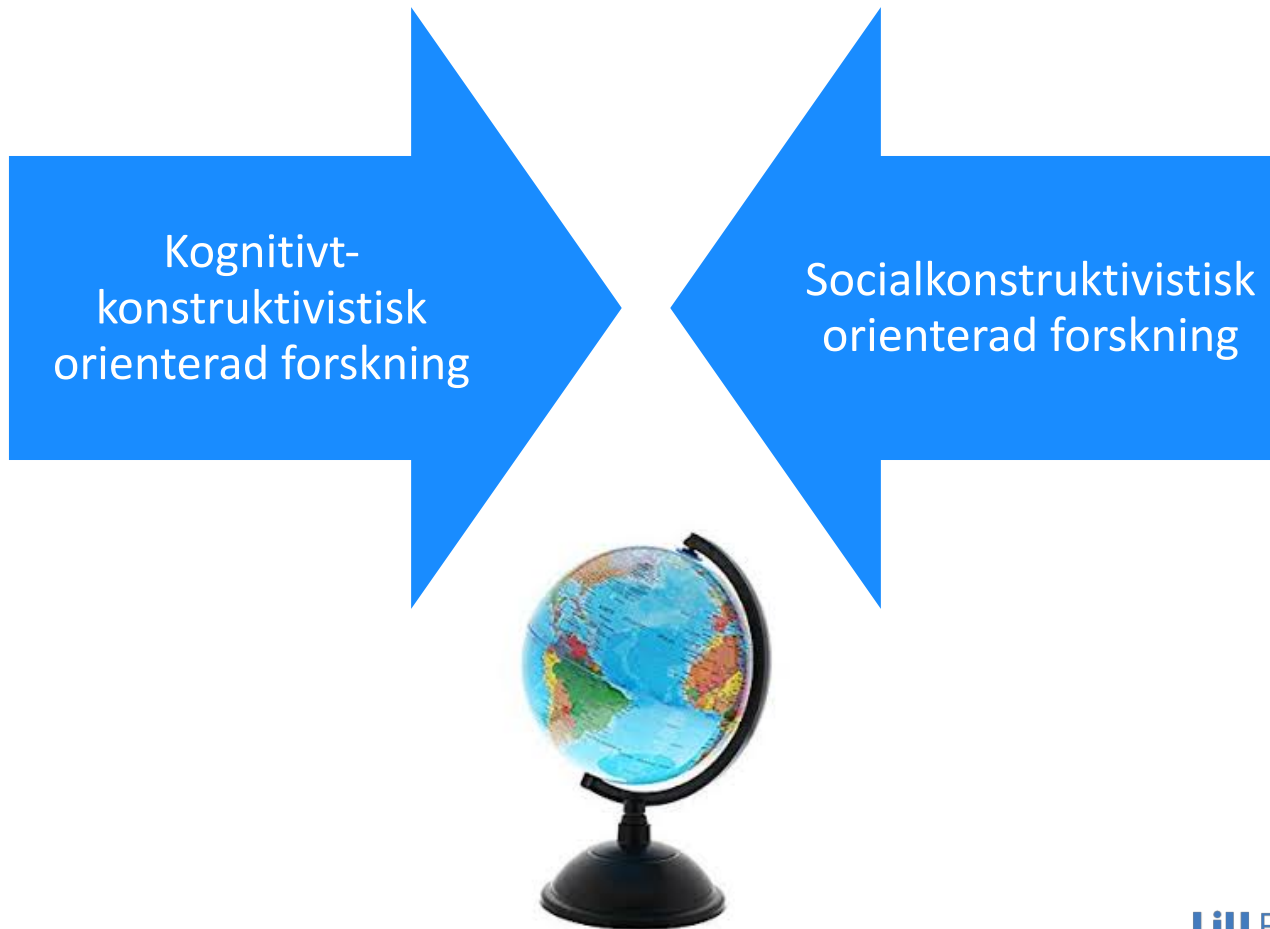 Kognitivt-
konstruktivistisk
orienterad forskning
Socialkonstruktivistisk
orienterad forskning